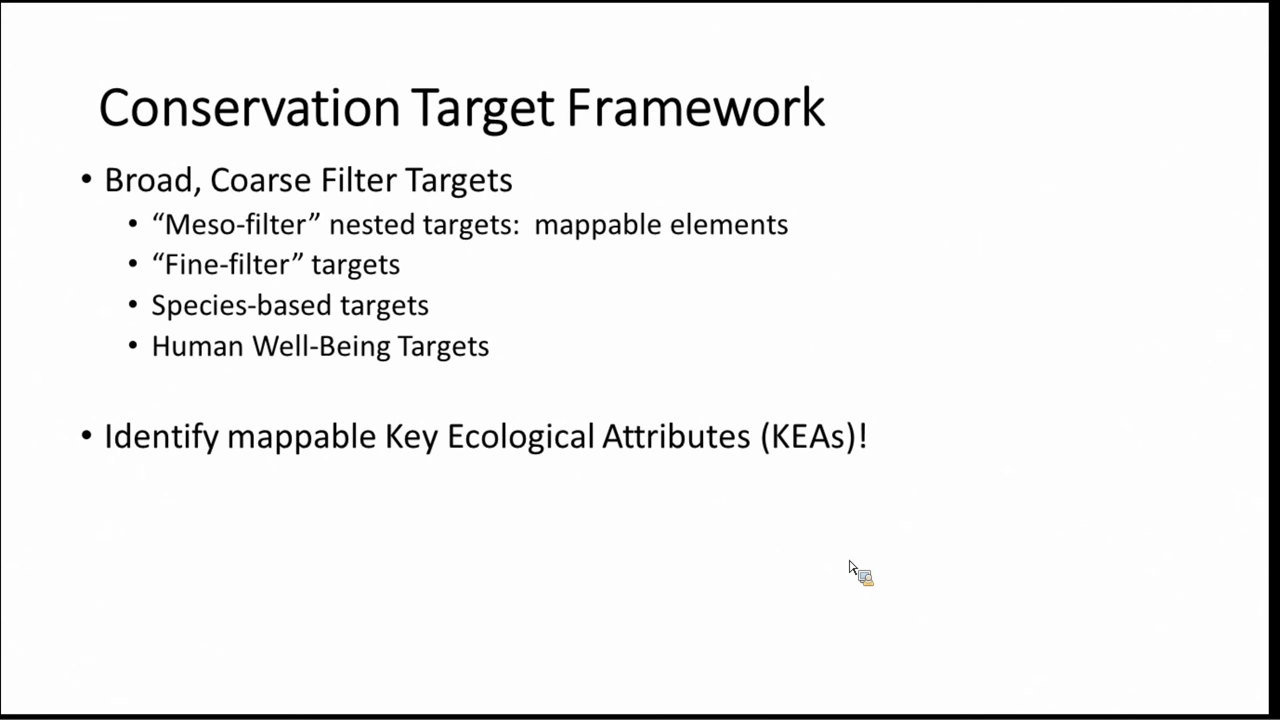 Conservation Target Framework
• Broad, Coarse Filter Targets
• “Meso-filter” nested targets:  mappable elements
• “Fine-filter” targets
• Species-based targets
• Human Well-Being Targets
• Identify mappable Key Ecological Attributes (KEAs)!